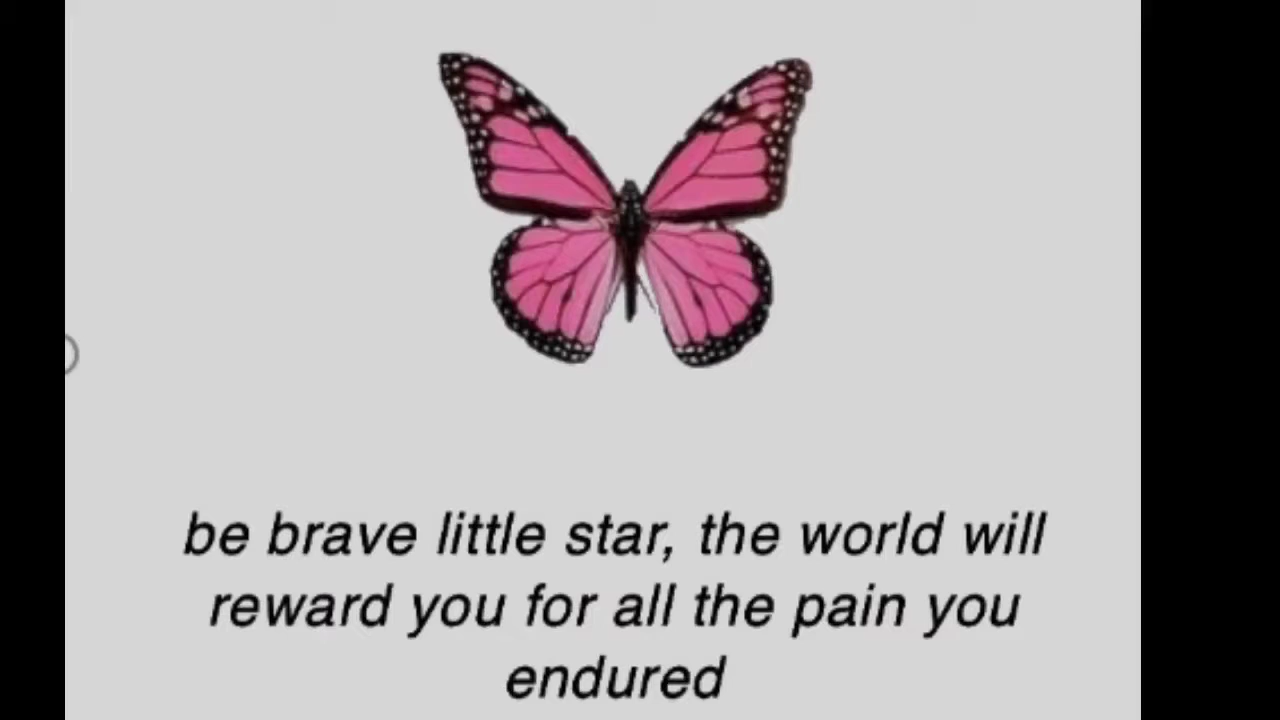 be brave little star, the world will
reward you for all the pain you
endured